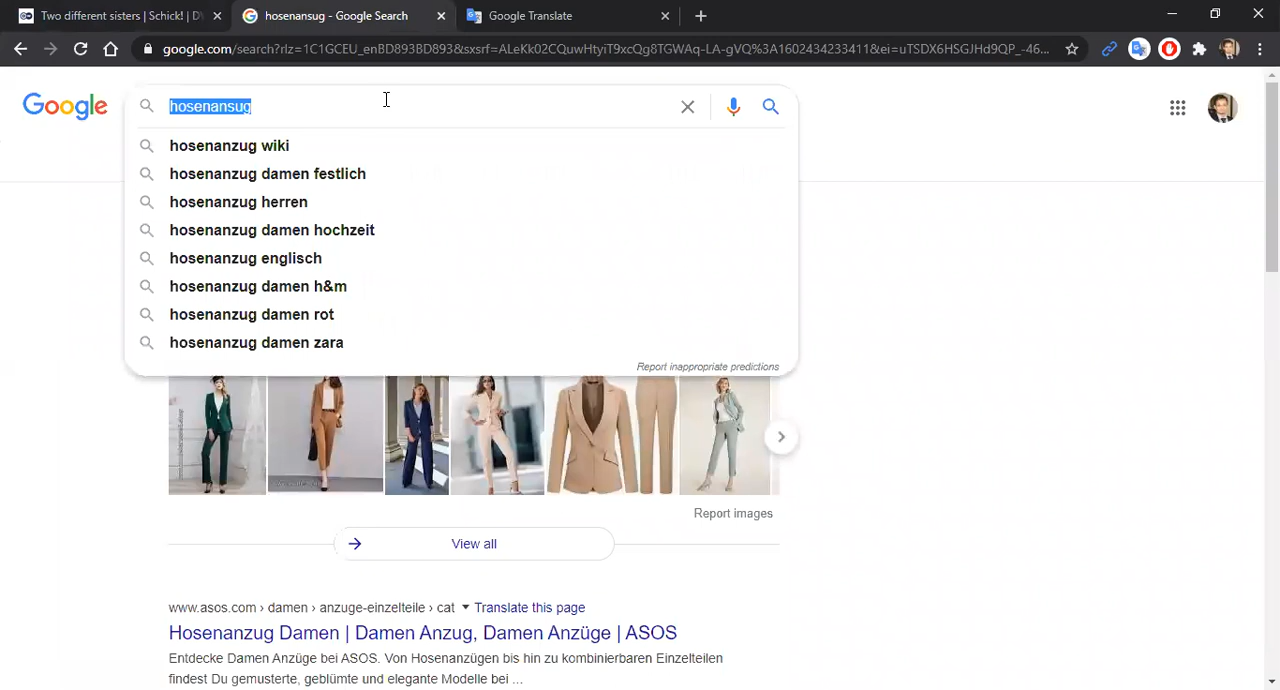 Two different sisters | Schick! | DV
hosenansug - Google Search
Google Translate
google.com/search?rlz=1C1GCEU_enBD893BD893&sxsrf=ALeKk02CQuwHtyiT9xcQg8TGWAq-LA-gVQ%3A1602434233411&ei=uTSDX6HSGJHd9QP_-46...
Google
hosenansug
hosenanzug wiki
hosenanzug damen festlich
hosenanzug herren
hosenanzug damen hochzeit
hosenanzug englisch
hosenanzug damen h&m
hosenanzug damen rot
hosenanzug damen zara
Report inappropriate predictions
Report images
View all
www.asos.com › damen › anzuge-einzelteile › cat Translate this page
Hosenanzug Damen | Damen Anzug, Damen Anzüge | ASOS
Entdecke Damen Anzüge bei ASOS. Von Hosenanzügen bis hin zu kombinierbaren Einzelteilen
findest Du gemusterte, geblümte und elegante Modelle bei ...